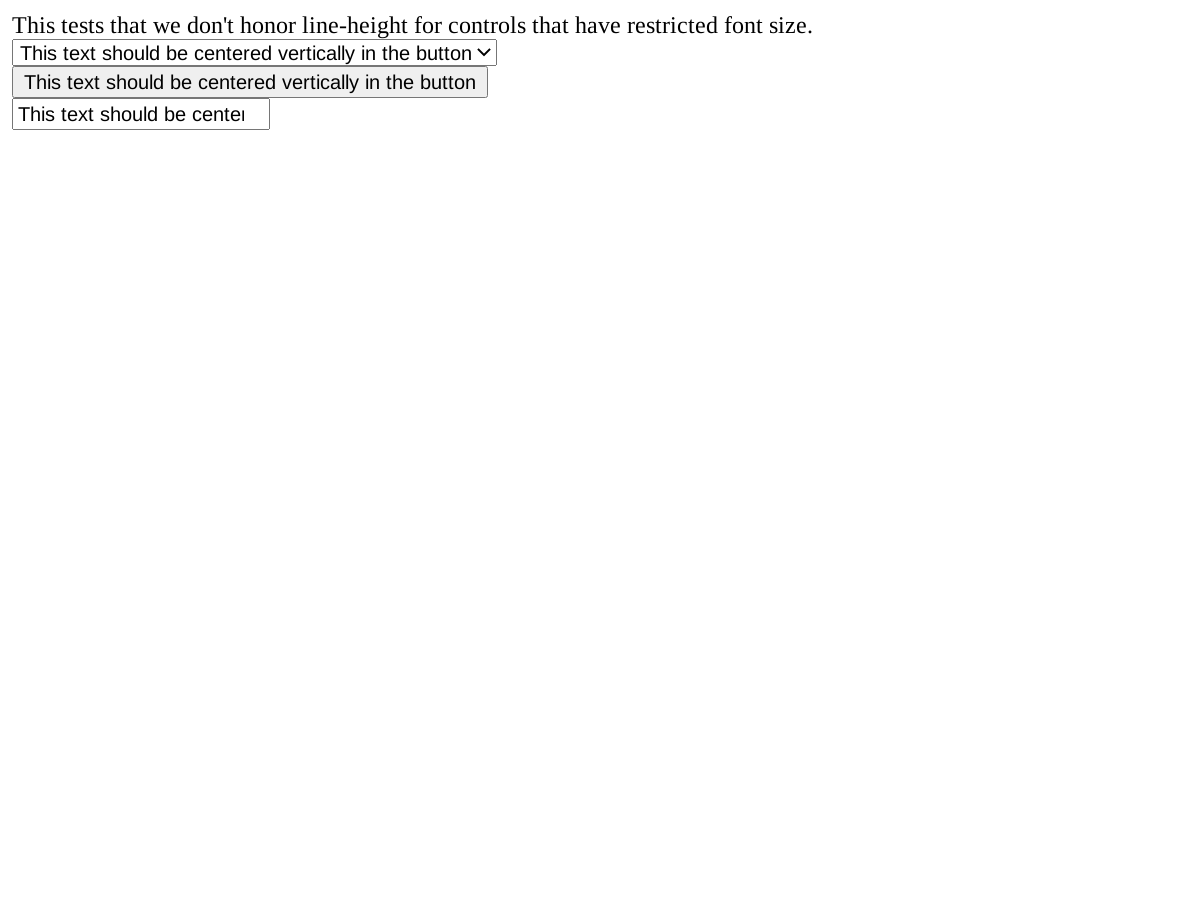 This tests that we don't honor line-height for controls that have restricted font size.
This text should be centered vertically in the button
This text should be centered vertically in the button
This text should be center